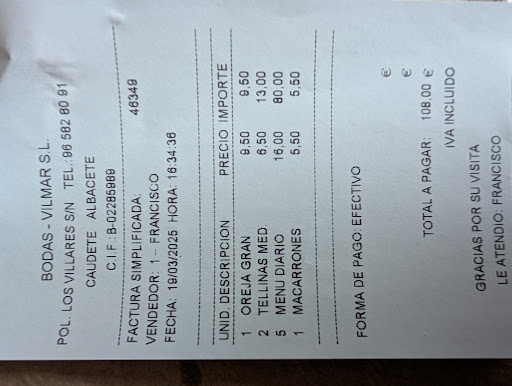 BODAS - VILMAR S.L.
POL. LOS VILLARES S/N TEL.:96 582 80 91
CAUDETE ALBACETE
C.I.F.: B-02285969
FACTURA SIMPLIFICADA: 46349
VENDEDOR: 1 - FRANCISCO
FECHA: 19/03/2025 HORA: 16:34:36
UNID. DESCRIPCION PRECIO IMPORTE
1 OREJA GRAN 9,50 9,50
2 TELLINAS MED. 6,50 13,00
5 MENU DIARIO 16,00 80,00
1 MACARRONES 5,50 5,50
FORMA DE PAGO: EFECTIVO
€
€
TOTAL A PAGAR: 108,00 €
IVA INCLUIDO
GRACIAS POR SU VISITA
LE ATENDIO: FRANCISCO